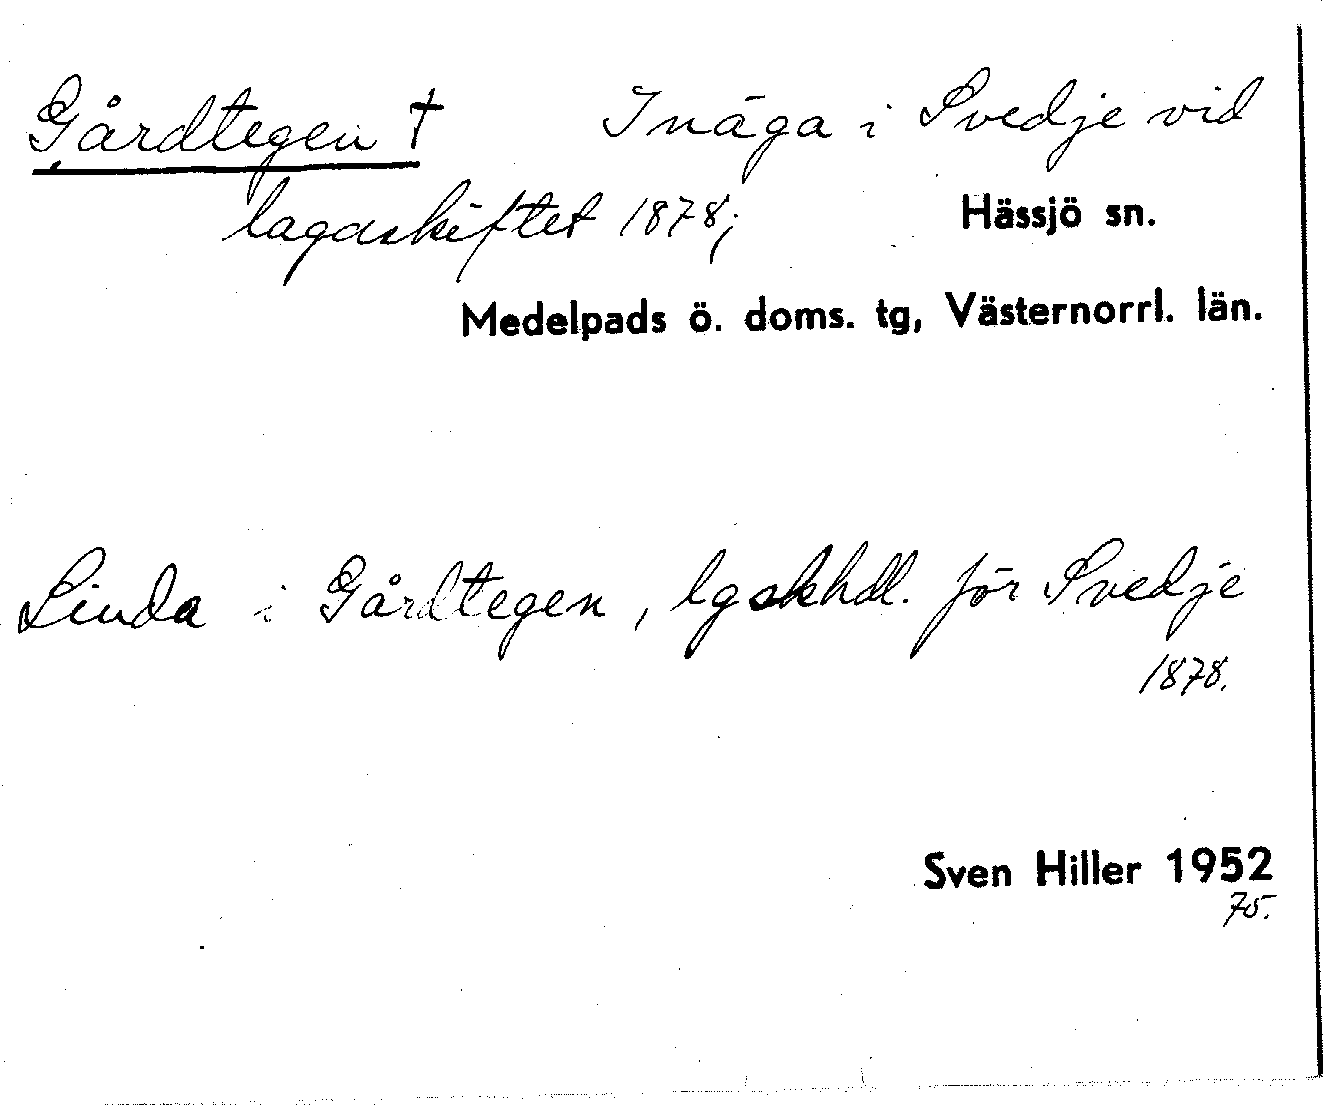 Gårdtegen † Inäga i Svedje vid
lagaskiftet 1878; Hässjö sn.
Medelpads ö. doms. tg, Västernorrl. län.
Linda i Gårdtegen, lgskhdl. för Svedje
1878.
Sven Hiller 1952
75.